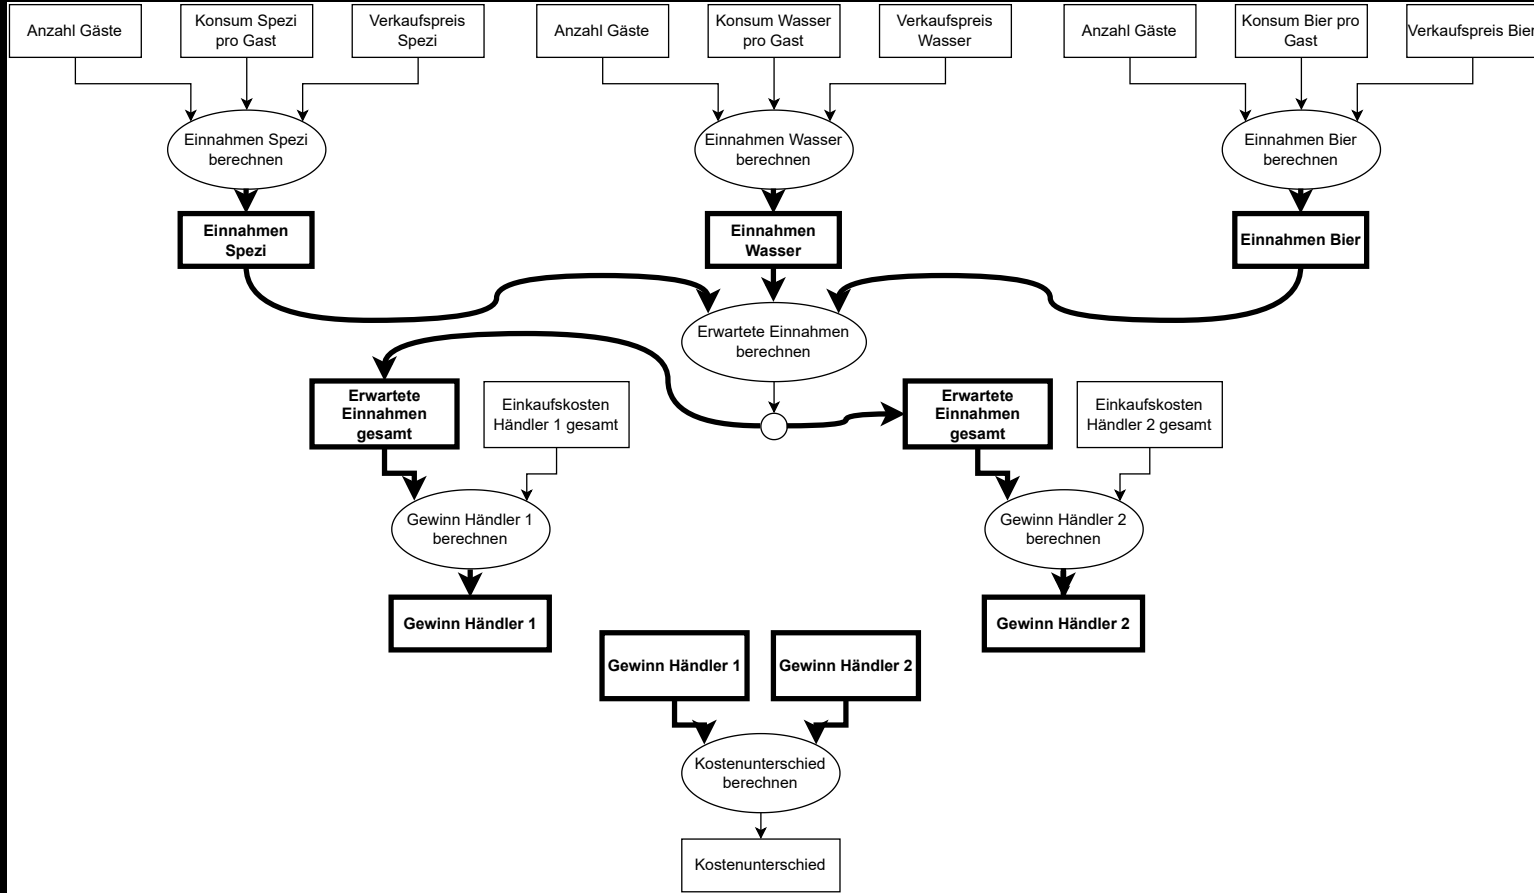 Anzahl Gäste
Konsum Spezi
pro Gast
Verkaufspreis
Spezi
Anzahl Gäste
Konsum Wasser
pro Gast
Verkaufspreis
Wasser
Anzahl Gäste
Konsum Bier pro
Gast
Verkaufspreis Bier
Einnahmen Spezi
berechnen
Einnahmen Wasser
berechnen
Einnahmen Bier
berechnen
Einnahmen
Spezi
Einnahmen
Wasser
Einnahmen Bier
Erwartete Einnahmen
berechnen
Erwartete
Einnahmen
gesamt
Einkaufskosten
Händler 1 gesamt
Erwartete
Einnahmen
gesamt
Einkaufskosten
Händler 2 gesamt
Gewinn Händler 1
berechnen
Gewinn Händler 2
berechnen
Gewinn Händler 1
Gewinn Händler 2
Gewinn Händler 1
Gewinn Händler 2
Kostenunterschied
berechnen
Kostenunterschied